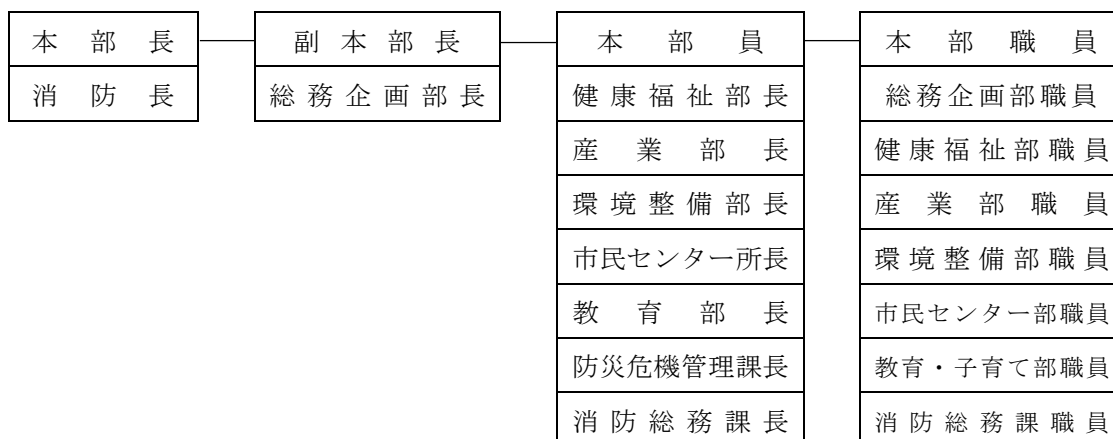 本部長
消防長
副本部長
総務企画部長
本部員
健康福祉部長
産業部長
環境整備部長
市民センター所長
教育部長
防災危機管理課長
消防総務課長
本部職員
総務企画部職員
健康福祉部職員
産業部職員
環境整備部職員
市民センター部職員
教育・子育て部職員
消防総務課職員